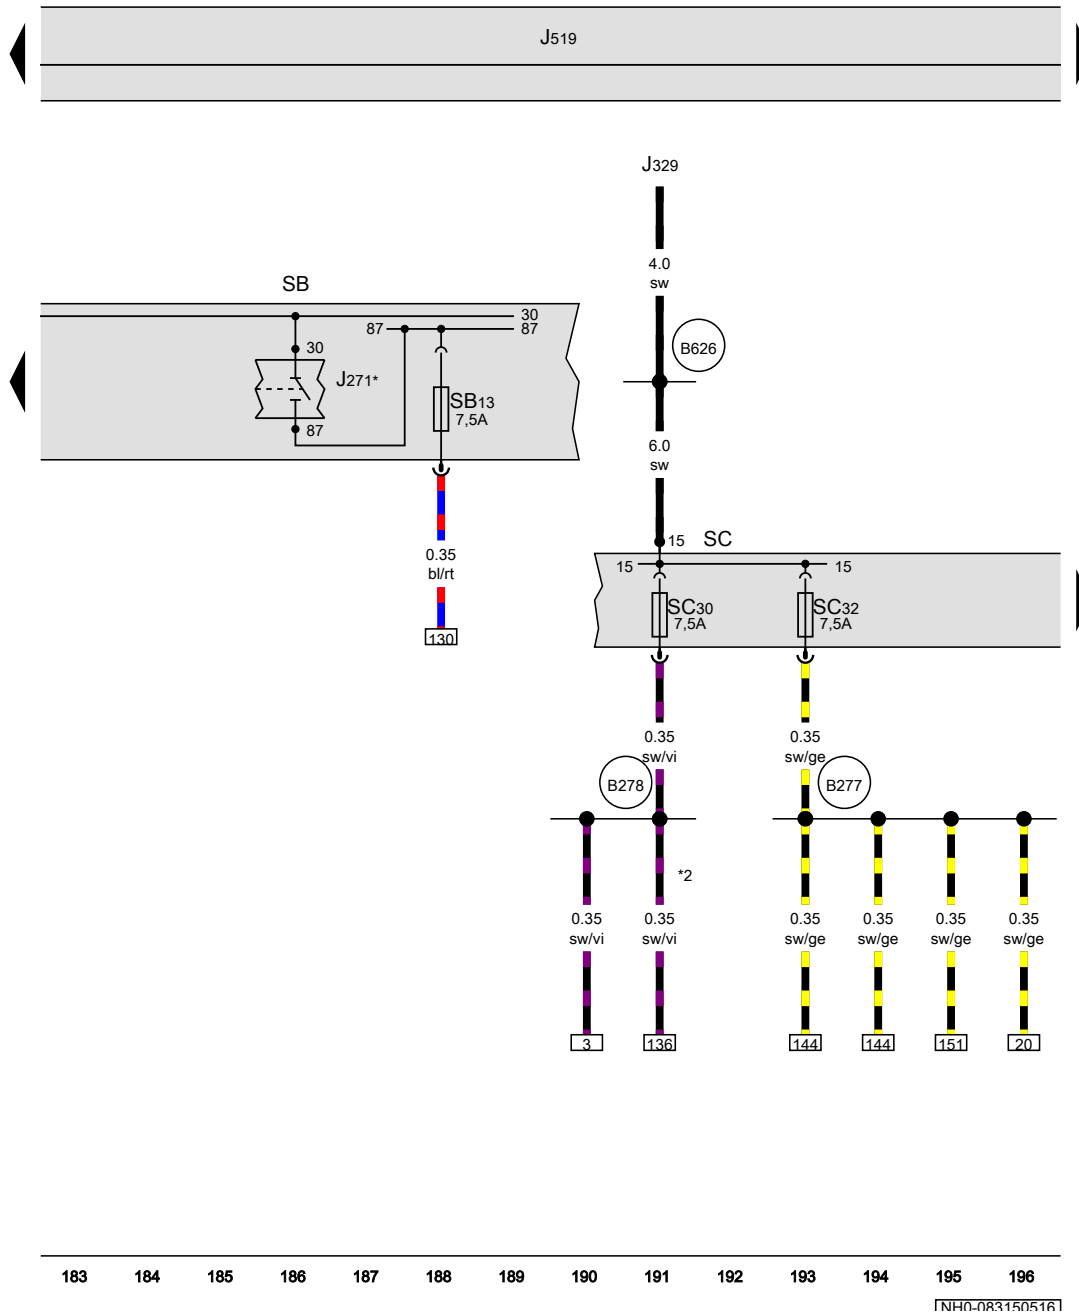 J519
J329
4.0
sw
SB
30
87
87
30
J271*
B626
SB13
7,5A
87
6.0
sw
15
SC
15
15
0.35
bl/rt
SC30
7,5A
SC32
7,5A
130
0.35
sw/vi
0.35
sw/ge
B278
B277
*2
0.35
sw/vi
0.35
sw/vi
0.35
sw/ge
0.35
sw/ge
0.35
sw/ge
0.35
sw/ge
3
136
144
144
151
20
183 184 185 186 187 188 189 190 191 192 193 194 195 196
NH0-083150516